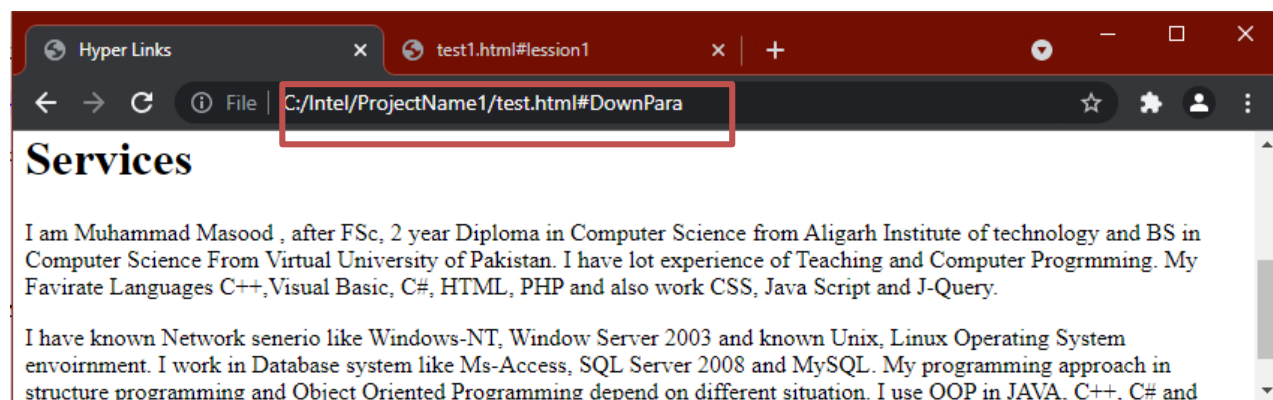 Hyper Links
test1.html#lession1
File C:/Intel/ProjectName1/test.html#DownPara
Services
I am Muhammad Masood , after FSc, 2 year Diploma in Computer Science from Aligarh Institute of technology and BS in
Computer Science From Virtual University of Pakistan. I have lot experience of Teaching and Computer Progrmming. My
Favirate Languages C++,Visual Basic, C#, HTML, PHP and also work CSS, Java Script and J-Query.
I have known Network senerio like Windows-NT, Window Server 2003 and known Unix, Linux Operating System
envoirnment. I work in Database system like Ms-Access, SQL Server 2008 and MySQL. My programming approach in
structure programming and Object Oriented Programming depend on different situation. I use OOP in JAVA, C++, C# and